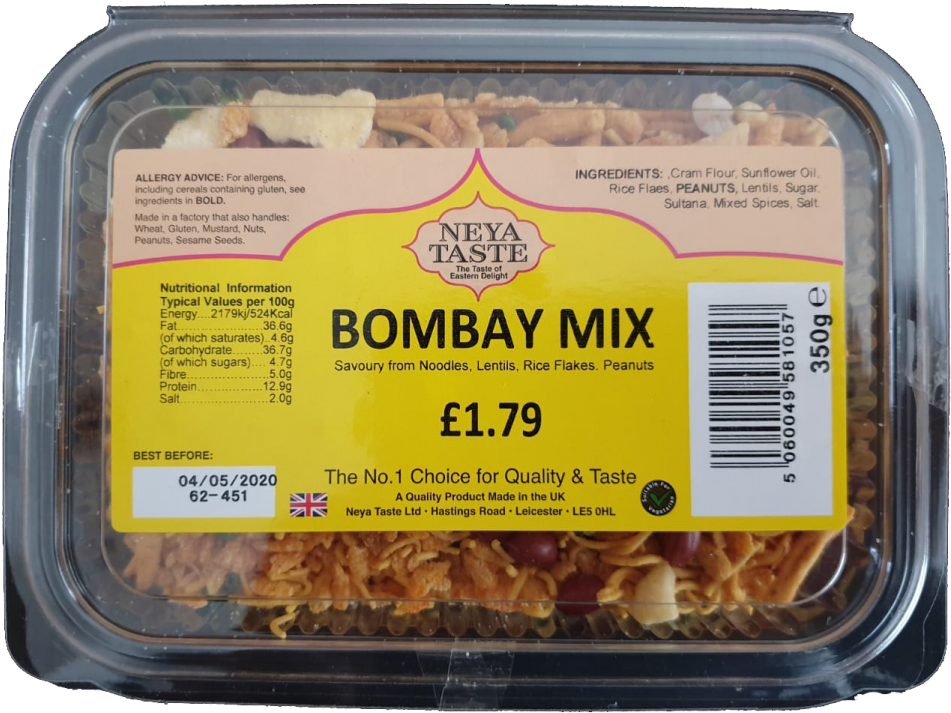 ALLERGY ADVICE: For allergens,
including cereals containing gluten, see
ingredients in BOLD.
Made in a factory that also handles:
Wheat, Gluten, Mustard, Nuts,
Peanuts, Sesame Seeds.
INGREDIENTS: ,Cram Flour, Sunflower Oil,
Rice Flaes, PEANUTS, Lentils, Sugar,
Sultana, Mixed Spices, Salt.
NEYA
TASTE
The Taste of
Eastern Delight
Nutritional Information
Typical Values per 100g
Energy....2179kj/524Kcal
Fat..................36.6g
(of which saturates)..4.6g
Carbohydrate........36.7g
(of which sugars).... 4.7g
Fibre..................5.0g
Protein..............12.9g
Salt....................2.0g
BOMBAY MIX
Savoury from Noodles, Lentils, Rice Flakes. Peanuts
£1.79
350g e
5 060049 581057
BEST BEFORE:
04/05/2020
62-451
The No.1 Choice for Quality & Taste
A Quality Product Made in the UK
Neya Taste Ltd · Hastings Road · Leicester · LE5 0HL
Suitable For
Vegetarian